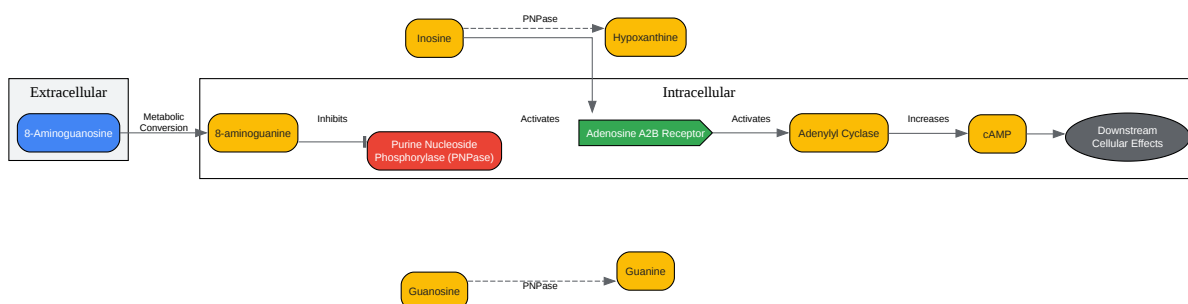 PNPase
Inosine
Hypoxanthine
Extracellular
Intracellular
8-Aminoguanosine
Metabolic
Conversion
8-aminoguanine
Inhibits
Purine Nucleoside
Phosphorylase (PNPase)
Activates
Adenosine A2B Receptor
Activates
Adenylyl Cyclase
Increases
cAMP
Downstream
Cellular Effects
Guanosine
PNPase
Guanine